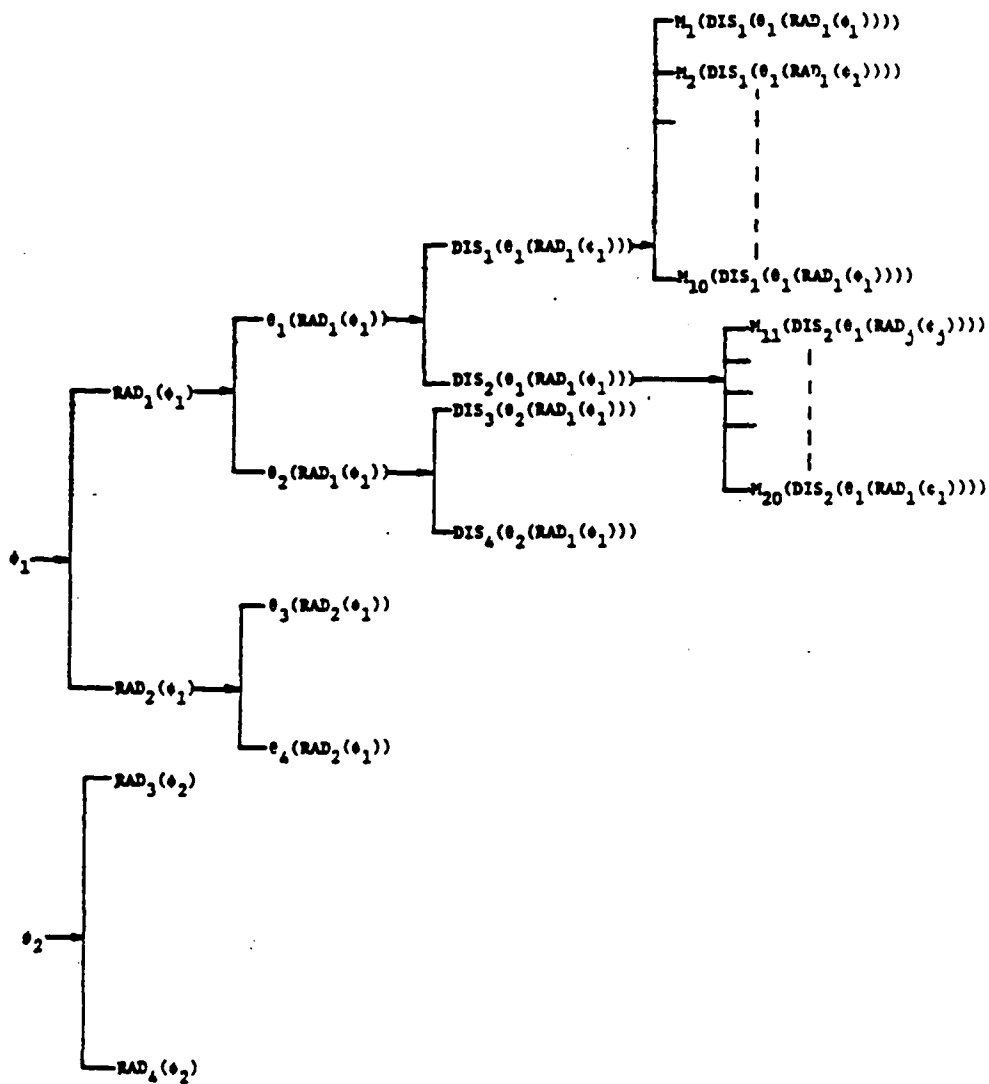 M₁(DIS₁(θ₁(RAD₁(φ₁))))
M₂(DIS₁(θ₁(RAD₁(φ₁))))
DIS₁(θ₁(RAD₁(φ₁)))
M₁₀(DIS₁(θ₁(RAD₁(φ₁))))
θ₁(RAD₁(φ₁))
M₁₁(DIS₂(θ₁(RADⱼ(φⱼ))))
RAD₁(φ₁)
DIS₂(θ₁(RAD₁(φ₁)))
DIS₃(θ₂(RAD₁(φ₁)))
θ₂(RAD₁(φ₁))
M₂₀(DIS₂(θ₁(RAD₁(φ₁))))
DIS₄(θ₂(RAD₁(φ₁)))
φ₁
θ₃(RAD₂(φ₁))
RAD₂(φ₁)
θ₄(RAD₂(φ₁))
RAD₃(φ₂)
φ₂
RAD₄(φ₂)